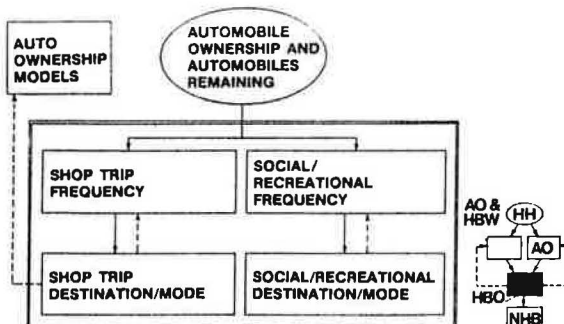 AUTO
OWNERSHIP
MODELS
AUTOMOBILE
OWNERSHIP AND
AUTOMOBILES
REMAINING
SHOP TRIP
FREQUENCY
SOCIAL/
RECREATIONAL
FREQUENCY
SHOP TRIP
DESTINATION/MODE
SOCIAL/RECREATIONAL
DESTINATION/MODE
AO &
HBW
HH
AO
HBO
NHB